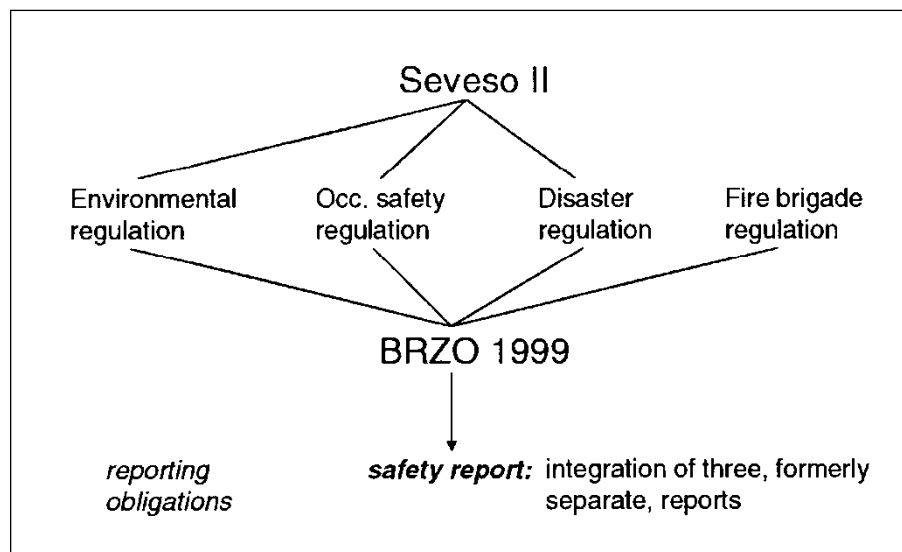 Seveso II
Environmental
regulation
Occ. safety
regulation
Disaster
regulation
Fire brigade
regulation
BRZO 1999
reporting
obligations
safety report: integration of three, formerly
separate, reports